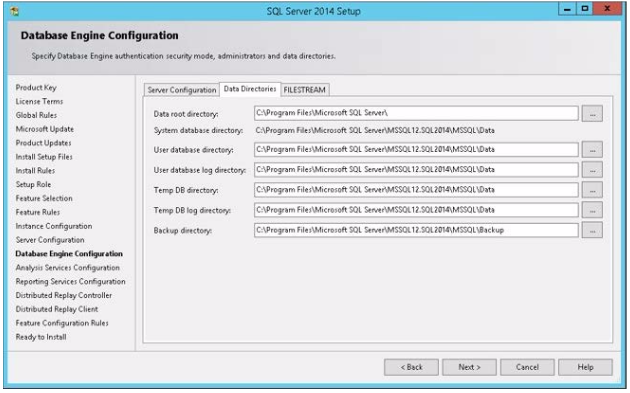 SQL Server 2014 Setup
Database Engine Configuration
Specify Database Engine authentication security mode, administrators and data directories.
Product Key
License Terms
Global Rules
Microsoft Update
Product Updates
Install Setup Files
Install Rules
Setup Role
Feature Selection
Feature Rules
Instance Configuration
Server Configuration
Database Engine Configuration
Analysis Services Configuration
Reporting Services Configuration
Distributed Replay Controller
Distributed Replay Client
Feature Configuration Rules
Ready to Install
Server Configuration Data Directories FILESTREAM
Data root directory: C:\Program Files\Microsoft SQL Server\ ...
System database directory: C:\Program Files\Microsoft SQL Server\MSSQL12.SQL2014\MSSQL\Data
User database directory: C:\Program Files\Microsoft SQL Server\MSSQL12.SQL2014\MSSQL\Data ...
User database log directory: C:\Program Files\Microsoft SQL Server\MSSQL12.SQL2014\MSSQL\Data ...
Temp DB directory: C:\Program Files\Microsoft SQL Server\MSSQL12.SQL2014\MSSQL\Data ...
Temp DB log directory: C:\Program Files\Microsoft SQL Server\MSSQL12.SQL2014\MSSQL\Data ...
Backup directory: C:\Program Files\Microsoft SQL Server\MSSQL12.SQL2014\MSSQL\Backup ...
< Back Next > Cancel Help